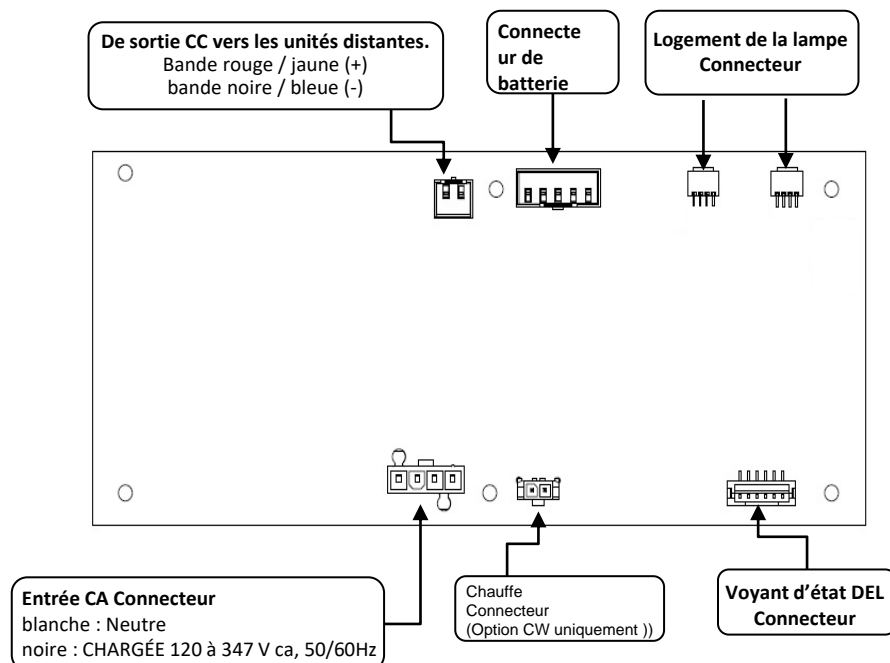 De sortie CC vers les unités distantes.
Bande rouge / jaune (+)
bande noire / bleue (-)
Connecte
ur de
batterie
Logement de la lampe
Connecteur
Entrée CA Connecteur
blanche : Neutre
noire : CHARGÉE 120 à 347 V ca, 50/60Hz
Chauffe
Connecteur
(Option CW uniquement ))
Voyant d’état DEL
Connecteur